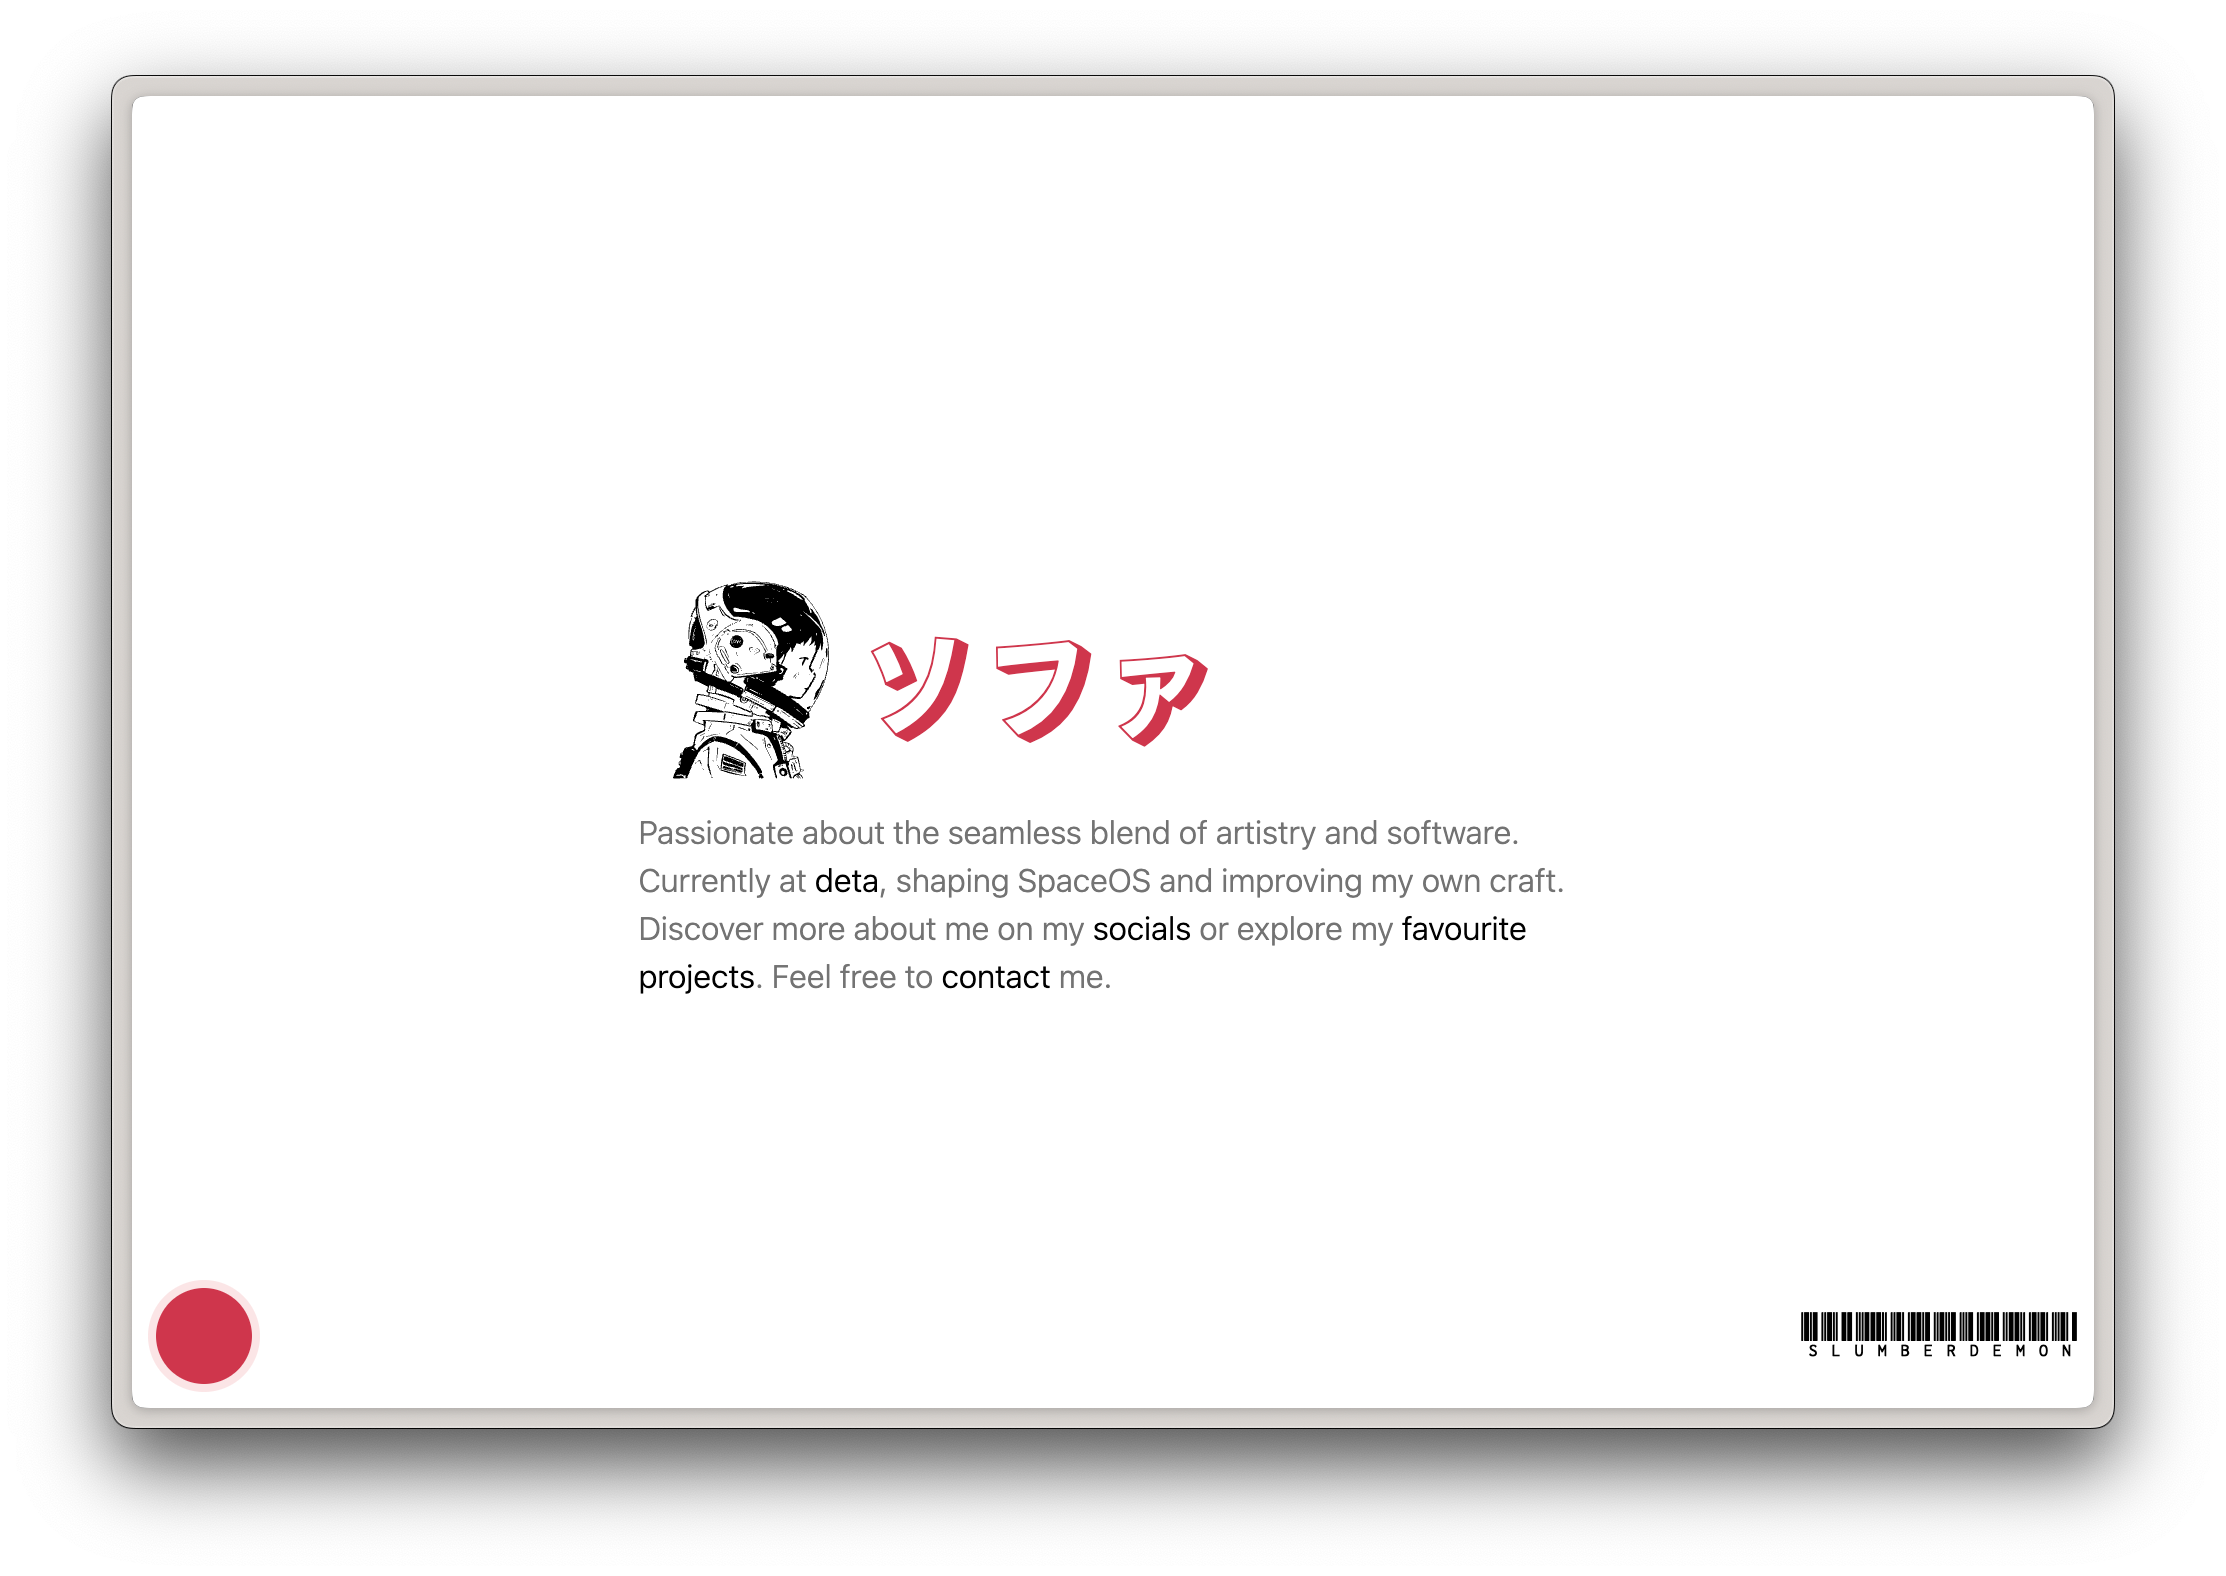 ソファ
Passionate about the seamless blend of artistry and software.
Currently at deta, shaping SpaceOS and improving my own craft.
Discover more about me on my socials or explore my favourite
projects. Feel free to contact me.
SLUMBERDEMON